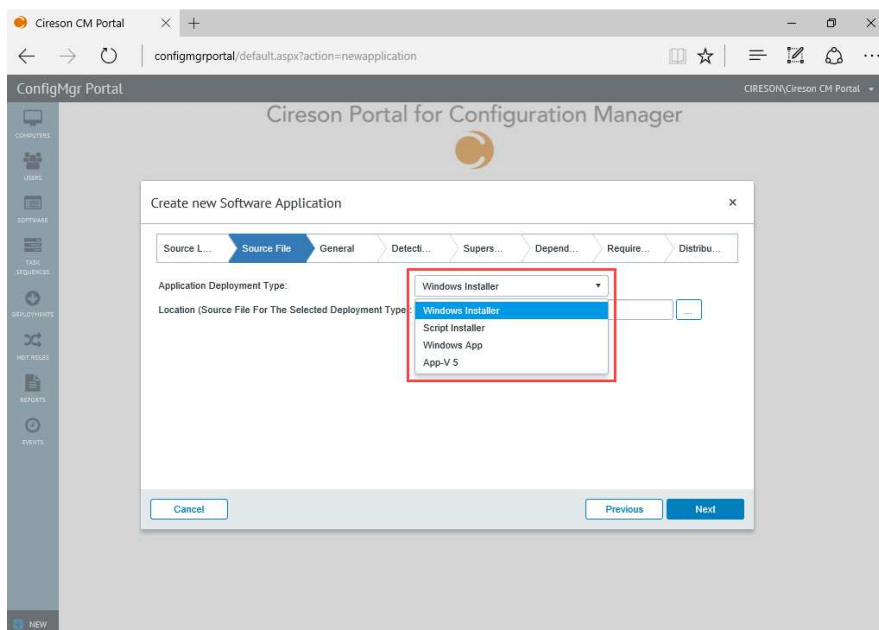 Cireson CM Portal
configmgrportal/default.aspx?action=newapplication
ConfigMgr Portal
CIRESON\Cireson CM Portal
Cireson Portal for Configuration Manager
COMPUTERS
USERS
SOFTWARE
TASK
SEQUENCES
DEPLOYMENTS
MDT ROLES
REPORTS
EVENTS
NEW
Create new Software Application
Source L...
Source File
General
Detecti...
Supers...
Depend...
Require...
Distribu...
Application Deployment Type:
Windows Installer
Location (Source File For The Selected Deployment Type):
...
Windows Installer
Script Installer
Windows App
App-V 5
Cancel
Previous
Next